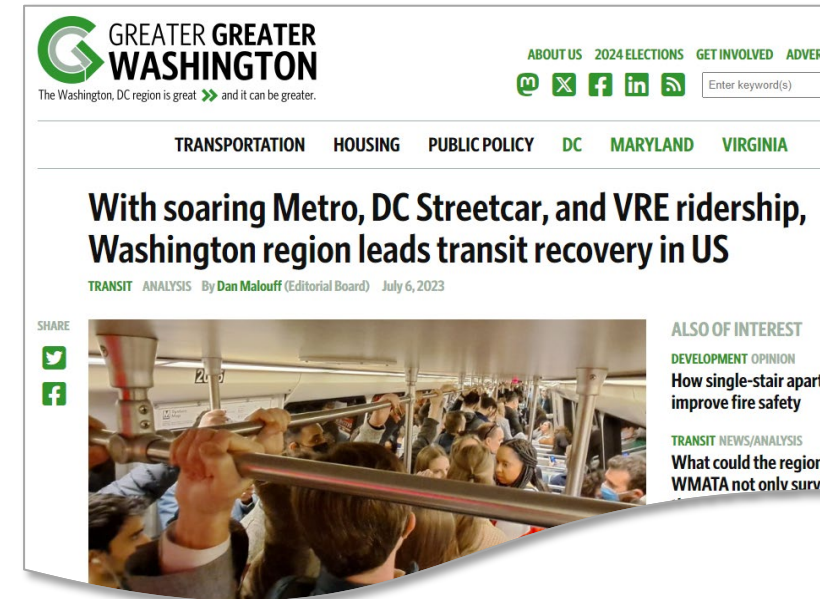 GREATER GREATER
WASHINGTON
The Washington, DC region is great >> and it can be greater.
ABOUT US 2024 ELECTIONS GET INVOLVED
Enter keyword(s)
TRANSPORTATION HOUSING PUBLIC POLICY DC MARYLAND VIRGINIA
With soaring Metro, DC Streetcar, and VRE ridership,
Washington region leads transit recovery in US
TRANSIT ANALYSIS By Dan Malouff (Editorial Board) July 6, 2023
SHARE
ALSO OF INTEREST
DEVELOPMENT OPINION
How single-stair
improve fire safety
TRANSIT NEWS/ANALYSIS
What could the region
WMATA not only